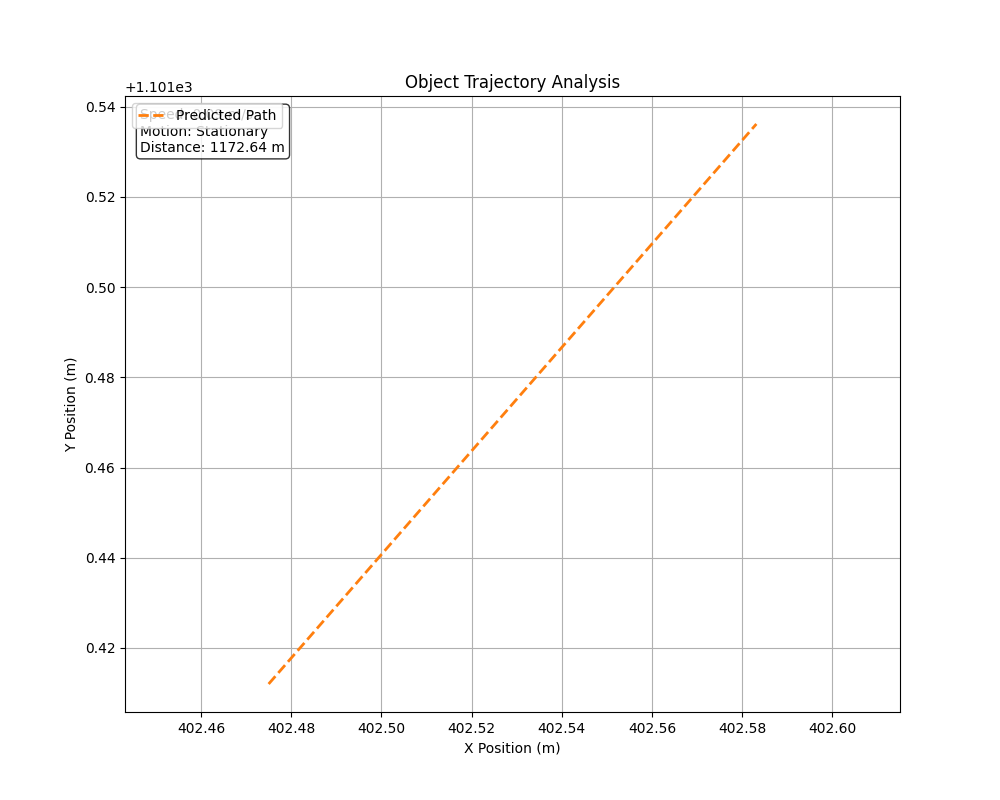 Object Trajectory Analysis
+1.101e3
Predicted Path
Motion: Stationary
Distance: 1172.64 m
0.54
0.52
0.50
0.48
0.46
0.44
0.42
Y Position (m)
402.46 402.48 402.50 402.52 402.54 402.56 402.58 402.60
X Position (m)